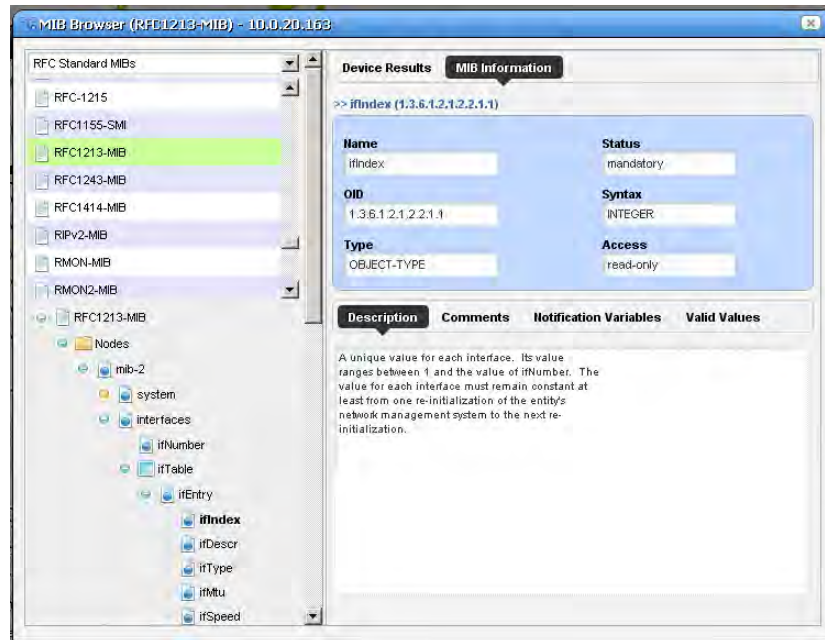 MIB Browser (RFC1213-MIB) - 10.0.20.163
RFC Standard MIBs
RFC-1215
RFC1155-SMI
RFC1213-MIB
RFC1243-MIB
RFC1414-MIB
RIPv2-MIB
RMON-MIB
RMON2-MIB
RFC1213-MIB
Nodes
mib-2
system
interfaces
ifNumber
ifTable
ifEntry
ifIndex
ifDescr
ifType
ifMtu
ifSpeed
Device Results MIB Information
>> ifIndex (1.3.6.1.2.1.2.2.1.1)
Name Status
ifIndex mandatory
OID Syntax
1.3.6.1.2.1.2.2.1.1 INTEGER
Type Access
OBJECT-TYPE read-only
Description Comments Notification Variables Valid Values
A unique value for each interface. Its value
ranges between 1 and the value of ifNumber. The
value for each interface must remain constant at
least from one re-initialization of the entity's
network management system to the next re-
initialization.